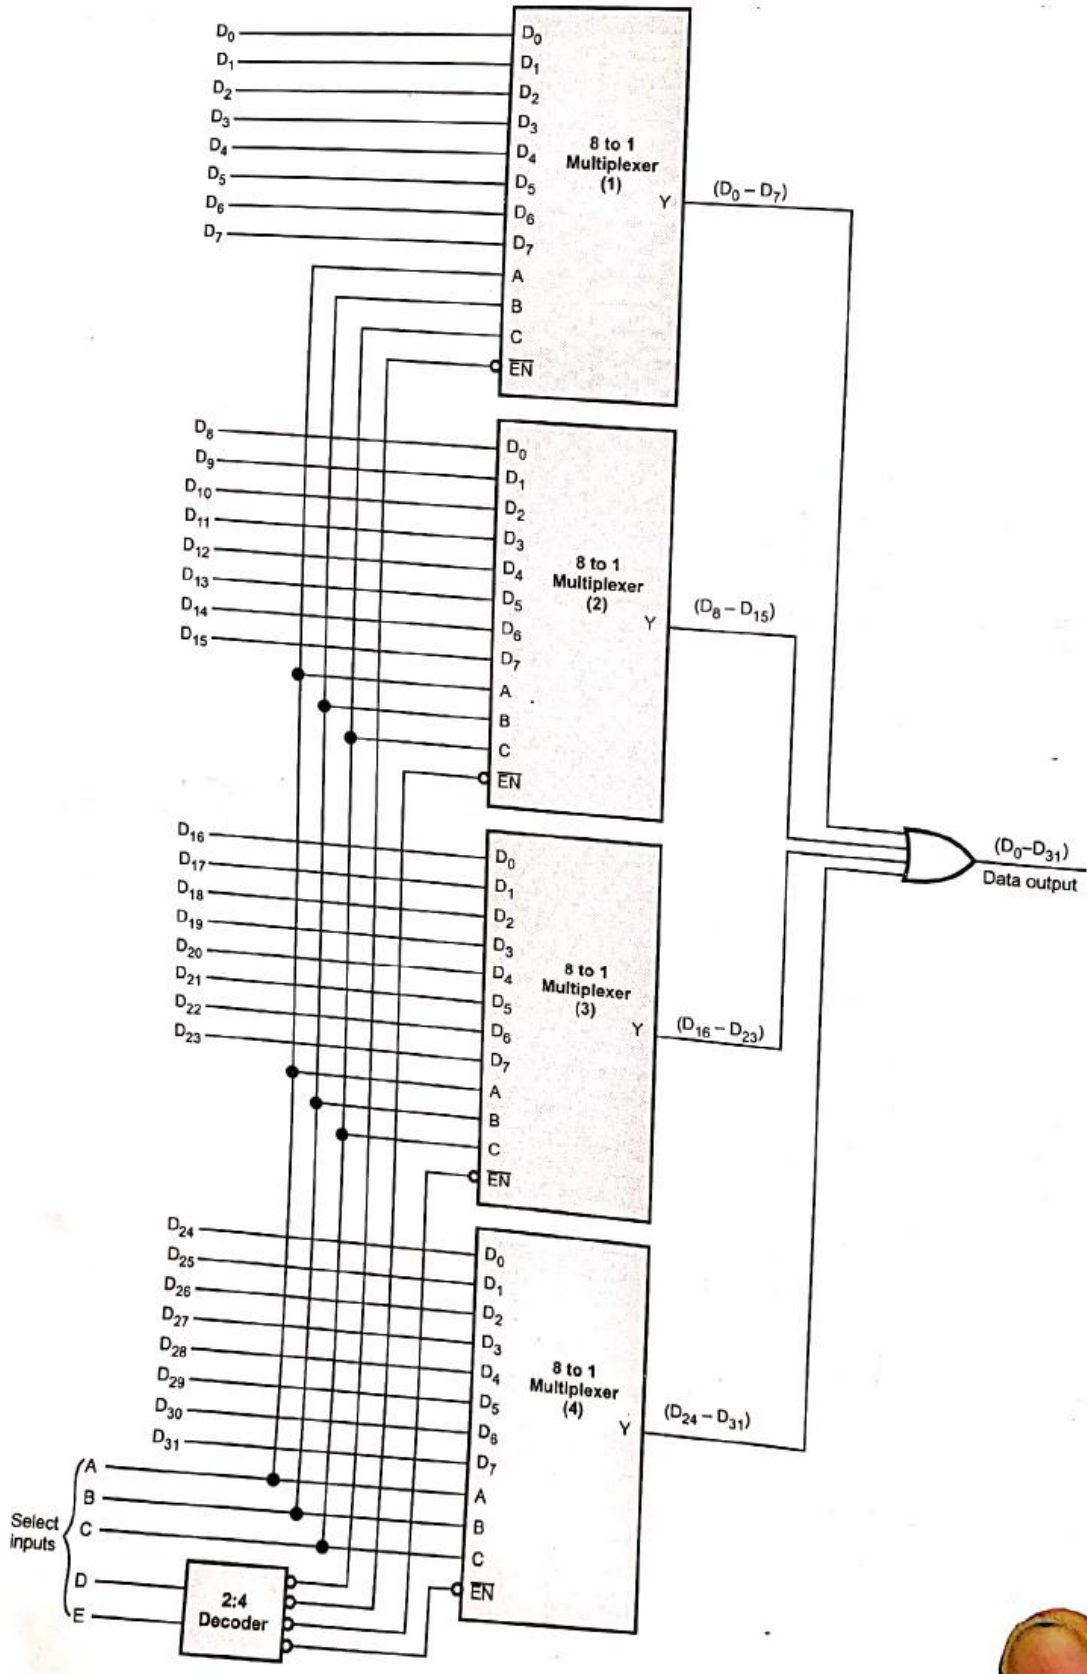 D0
D1
D2
D3
D4
D5
D6
D7
D0
D1
D2
D3
D4
D5
D6
D7
A
B
C
EN
8 to 1
Multiplexer
(1)
Y
(D0 – D7)
D8
D9
D10
D11
D12
D13
D14
D15
D0
D1
D2
D3
D4
D5
D6
D7
A
B
C
EN
8 to 1
Multiplexer
(2)
Y
(D8 – D15)
D16
D17
D18
D19
D20
D21
D22
D23
D0
D1
D2
D3
D4
D5
D6
D7
A
B
C
EN
8 to 1
Multiplexer
(3)
Y
(D16 – D23)
(D0–D31)
Data output
D24
D25
D26
D27
D28
D29
D30
D31
D0
D1
D2
D3
D4
D5
D6
D7
A
B
C
EN
8 to 1
Multiplexer
(4)
Y
(D24 – D31)
Select
inputs
A
B
C
D
E
2:4
Decoder